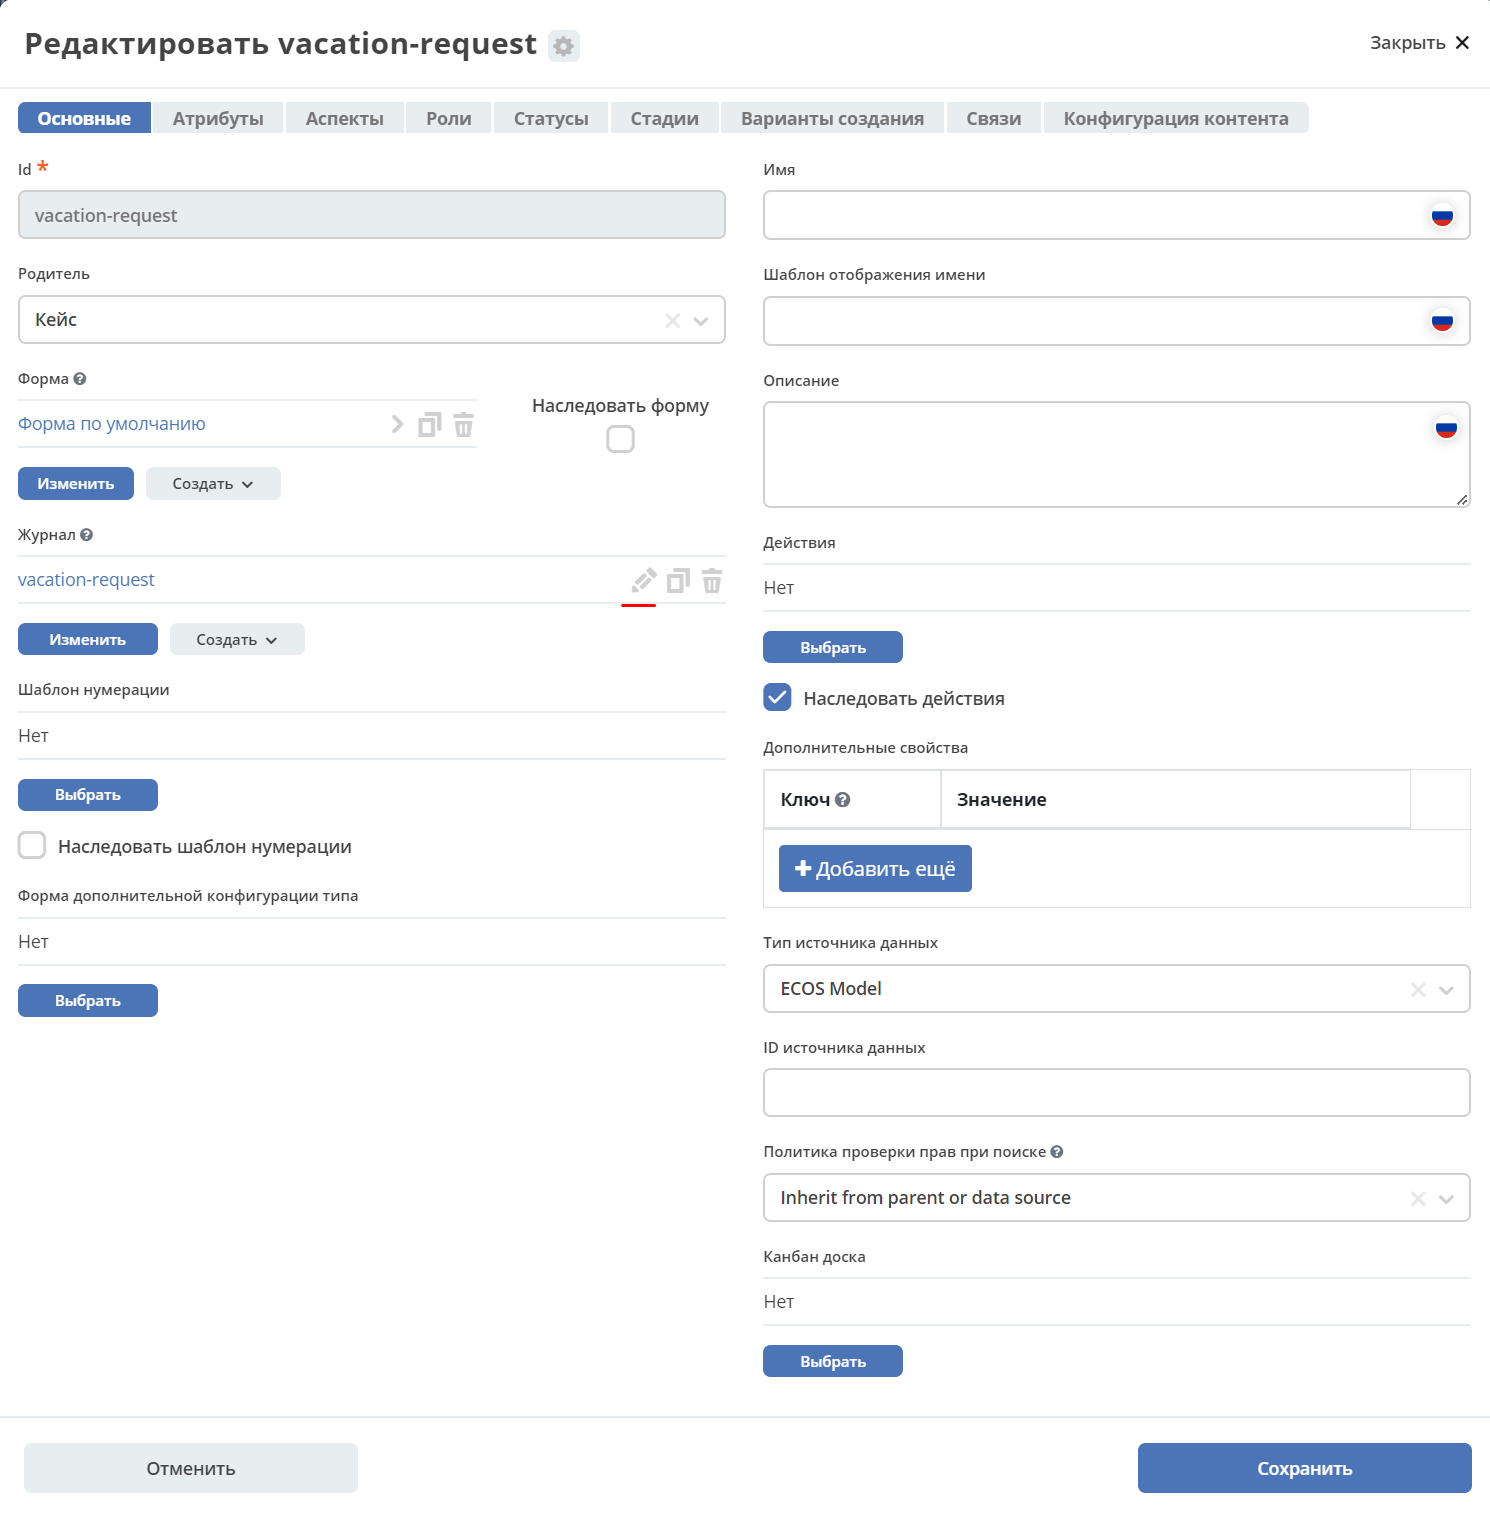 Редактировать vacation-request
Закрыть
Основные
Атрибуты
Аспекты
Роли
Статусы
Стадии
Варианты создания
Связи
Конфигурация контента
Id *
vacation-request
Родитель
Кейс
Форма
Форма по умолчанию
Наследовать форму
Изменить
Создать
Журнал
vacation-request
Изменить
Создать
Шаблон нумерации
Нет
Выбрать
Наследовать шаблон нумерации
Форма дополнительной конфигурации типа
Нет
Выбрать
Имя
Шаблон отображения имени
Описание
Действия
Нет
Выбрать
Наследовать действия
Дополнительные свойства
Ключ
Значение
Добавить ещё
Тип источника данных
ECOS Model
ID источника данных
Политика проверки прав при поиске
Inherit from parent or data source
Канбан доска
Нет
Выбрать
Отменить
Сохранить